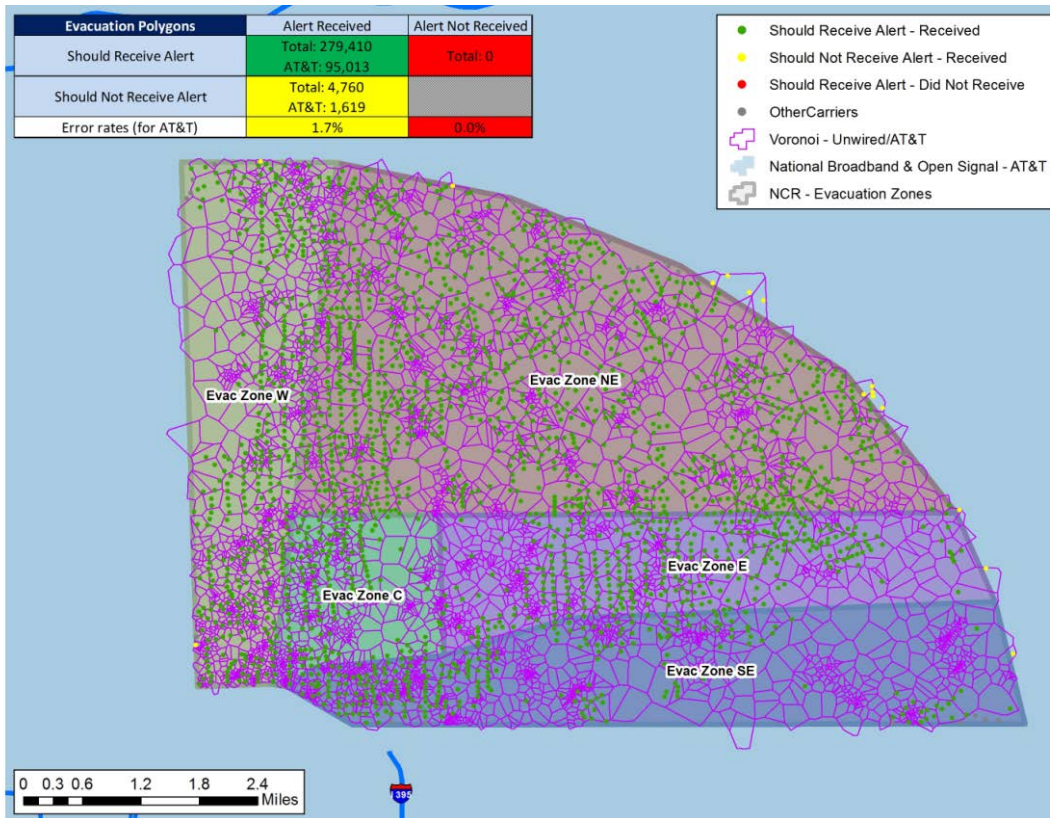 Evacuation Polygons Alert Received Alert Not Received
Should Receive Alert Total: 279,410 Total: 0
AT&T: 95,013
Should Not Receive Alert Total: 4,760
AT&T: 1,619
Error rates (for AT&T) 1.7% 0.0%
Should Receive Alert - Received
Should Not Receive Alert - Received
Should Receive Alert - Did Not Receive
OtherCarriers
Voronoi - Unwired/AT&T
National Broadband & Open Signal - AT&T
NCR - Evacuation Zones
Evac Zone NE
Evac Zone W
Evac Zone E
Evac Zone C
Evac Zone SE
0 0.3 0.6 1.2 1.8 2.4
Miles
395